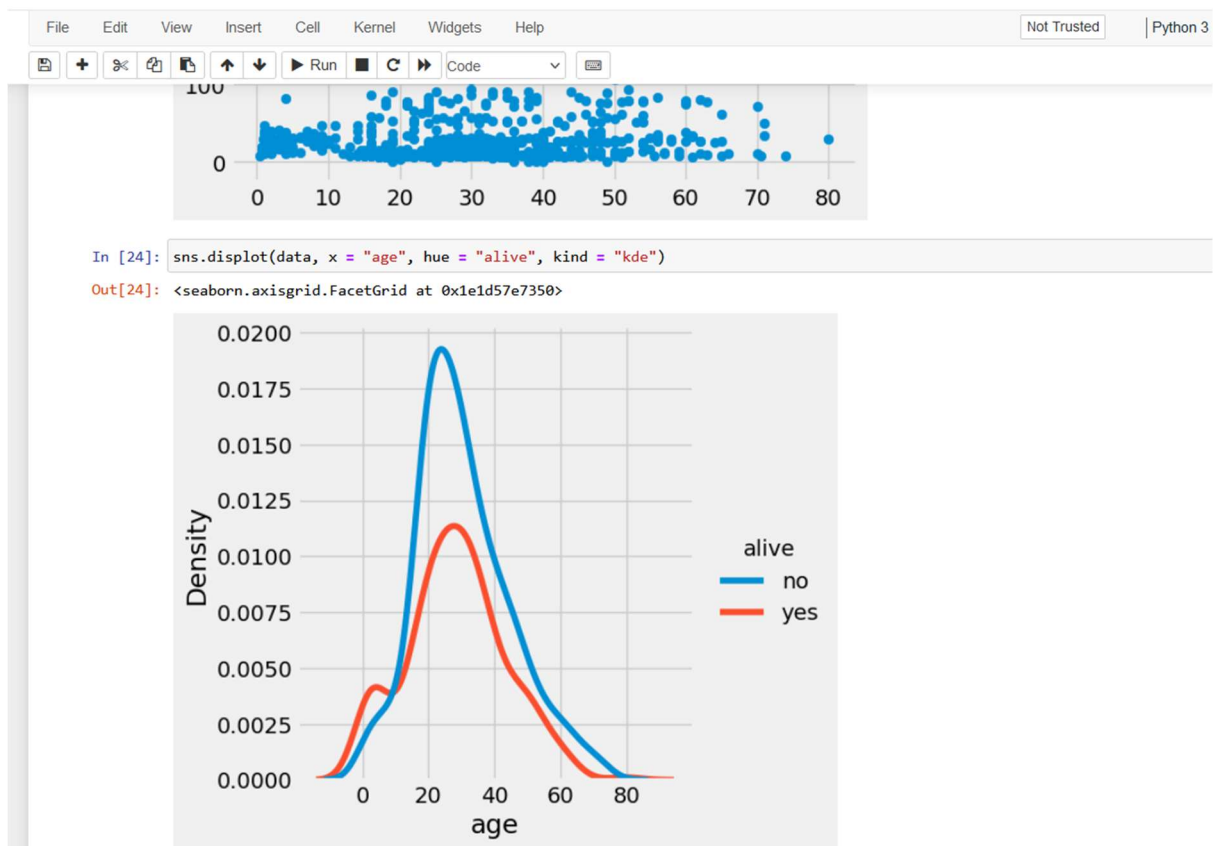 File Edit View Insert Cell Kernel Widgets Help Not Trusted Python 3
Run Code
100
0
0 10 20 30 40 50 60 70 80
In [24]: sns.displot(data, x = "age", hue = "alive", kind = "kde")
Out[24]: <seaborn.axisgrid.FacetGrid at 0x1e1d57e7350>
0.0200
0.0175
0.0150
0.0125
0.0100
0.0075
0.0050
0.0025
0.0000
Density
0 20 40 60 80
age
alive
no
yes